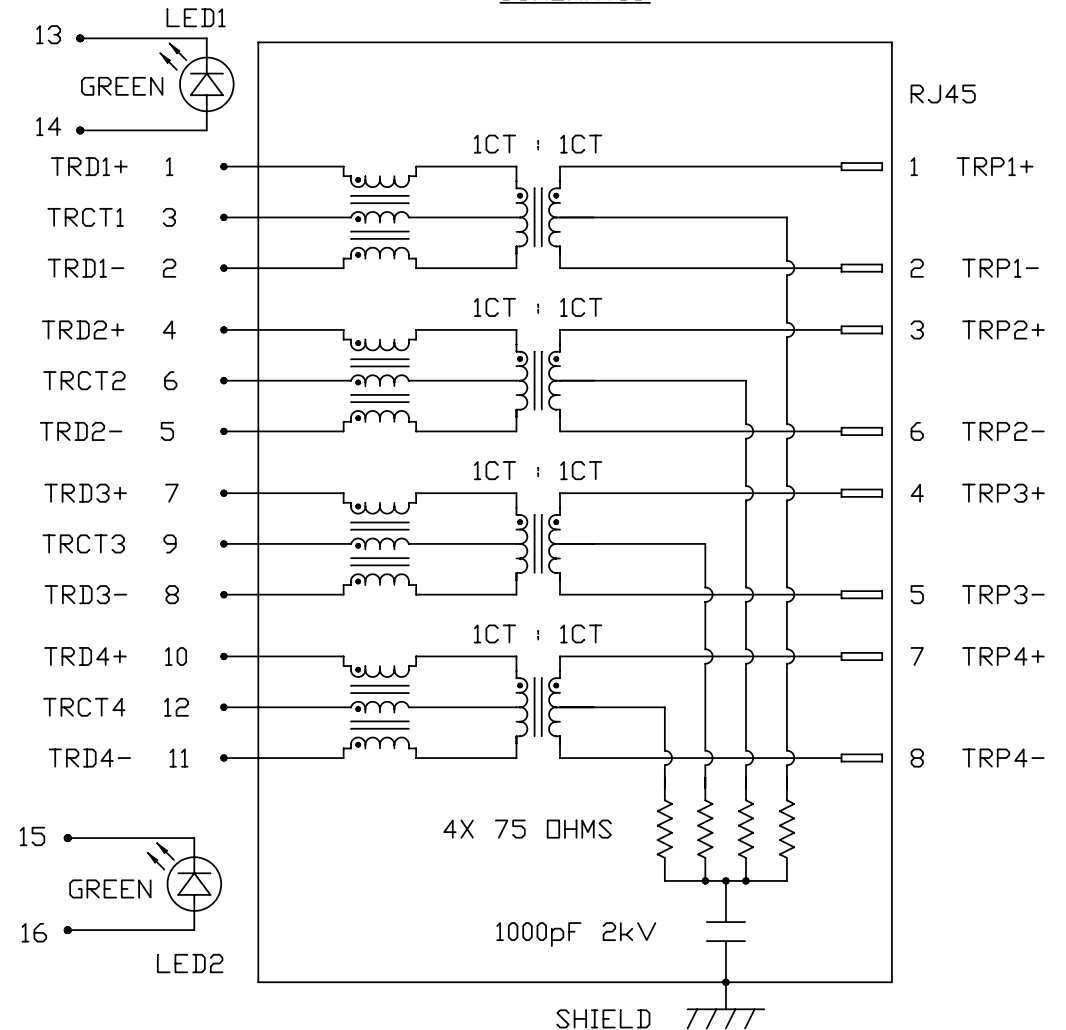 LED1
13
GREEN
14
RJ45
1CT : 1CT
TRD1+ 1
1 TRP1+
TRCT1 3
TRD1- 2
2 TRP1-
1CT : 1CT
TRD2+ 4
3 TRP2+
TRCT2 6
TRD2- 5
6 TRP2-
1CT : 1CT
TRD3+ 7
4 TRP3+
TRCT3 9
TRD3- 8
5 TRP3-
1CT : 1CT
TRD4+ 10
7 TRP4+
TRCT4 12
TRD4- 11
8 TRP4-
4X 75 OHMS
15
GREEN
16
1000pF 2kV
LED2
SHIELD